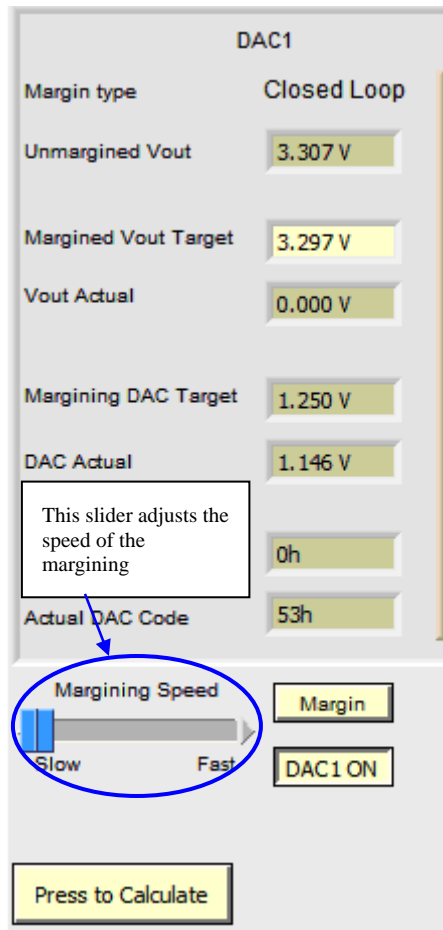 DAC1
Margin type Closed Loop
Unmargined Vout 3.307 V
Margined Vout Target 3.297 V
Vout Actual 0.000 V
Margining DAC Target 1.250 V
DAC Actual 1.146 V
This slider adjusts the
speed of the
margining
0h
Actual DAC Code 53h
Margining Speed
Margin
Slow Fast
DAC1 ON
Press to Calculate